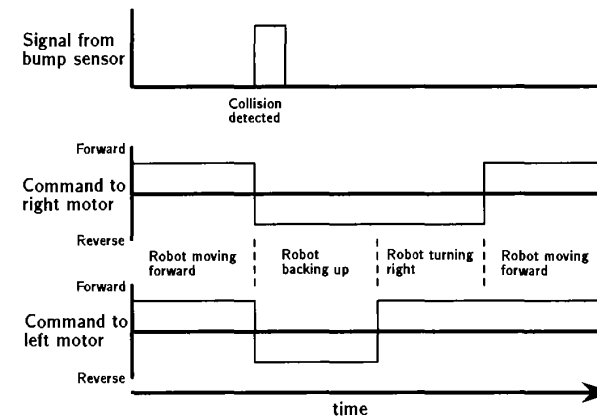 Signal from
bump sensor
Collision
detected
Forward
Command to
right motor
Reverse
Robot moving
forward
Robot
backing up
Robot turning
right
Robot moving
forward
Forward
Command to
left motor
Reverse
time